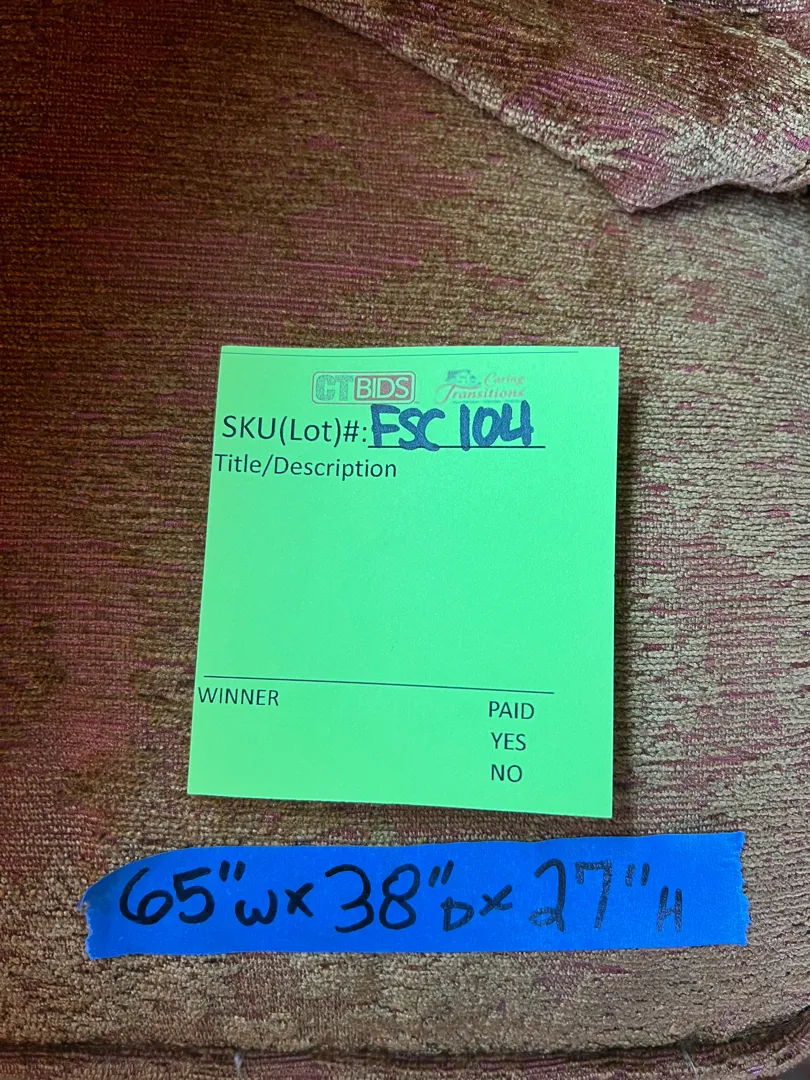 CTBIDS Caring Transitions
SKU(Lot)#: FSC 104
Title/Description
WINNER
PAID
YES
NO
65"W x 38"D x 27"H